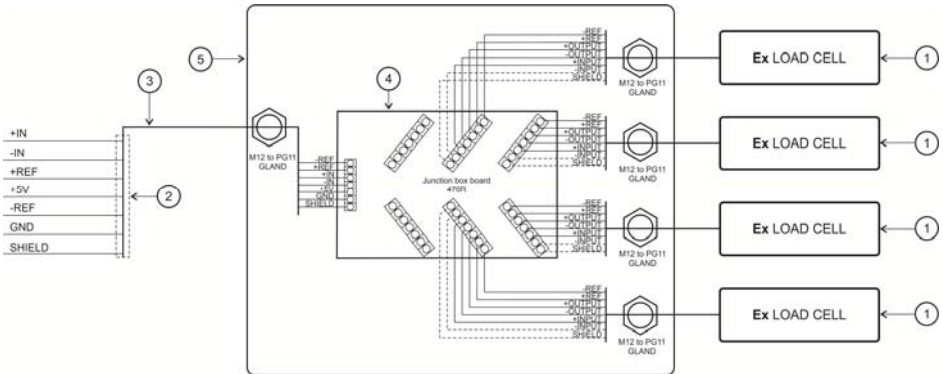 +IN
-IN
+REF
+5V
-REF
GND
SHIELD
2
3
5
M12 to PG11
GLAND
-REF
+REF
+IN
-IN
+5V
GND
SHIELD
4
Junction box board
-REF
+REF
+OUTPUT
-OUTPUT
+INPUT
-INPUT
SHIELD
M12 to PG11
GLAND
Ex LOAD CELL
1
-REF
+REF
+OUTPUT
-OUTPUT
+INPUT
-INPUT
SHIELD
M12 to PG11
GLAND
Ex LOAD CELL
1
-REF
+REF
+OUTPUT
-OUTPUT
+INPUT
-INPUT
SHIELD
M12 to PG11
GLAND
Ex LOAD CELL
1
-REF
+REF
+OUTPUT
-OUTPUT
+INPUT
-INPUT
SHIELD
M12 to PG11
GLAND
Ex LOAD CELL
1